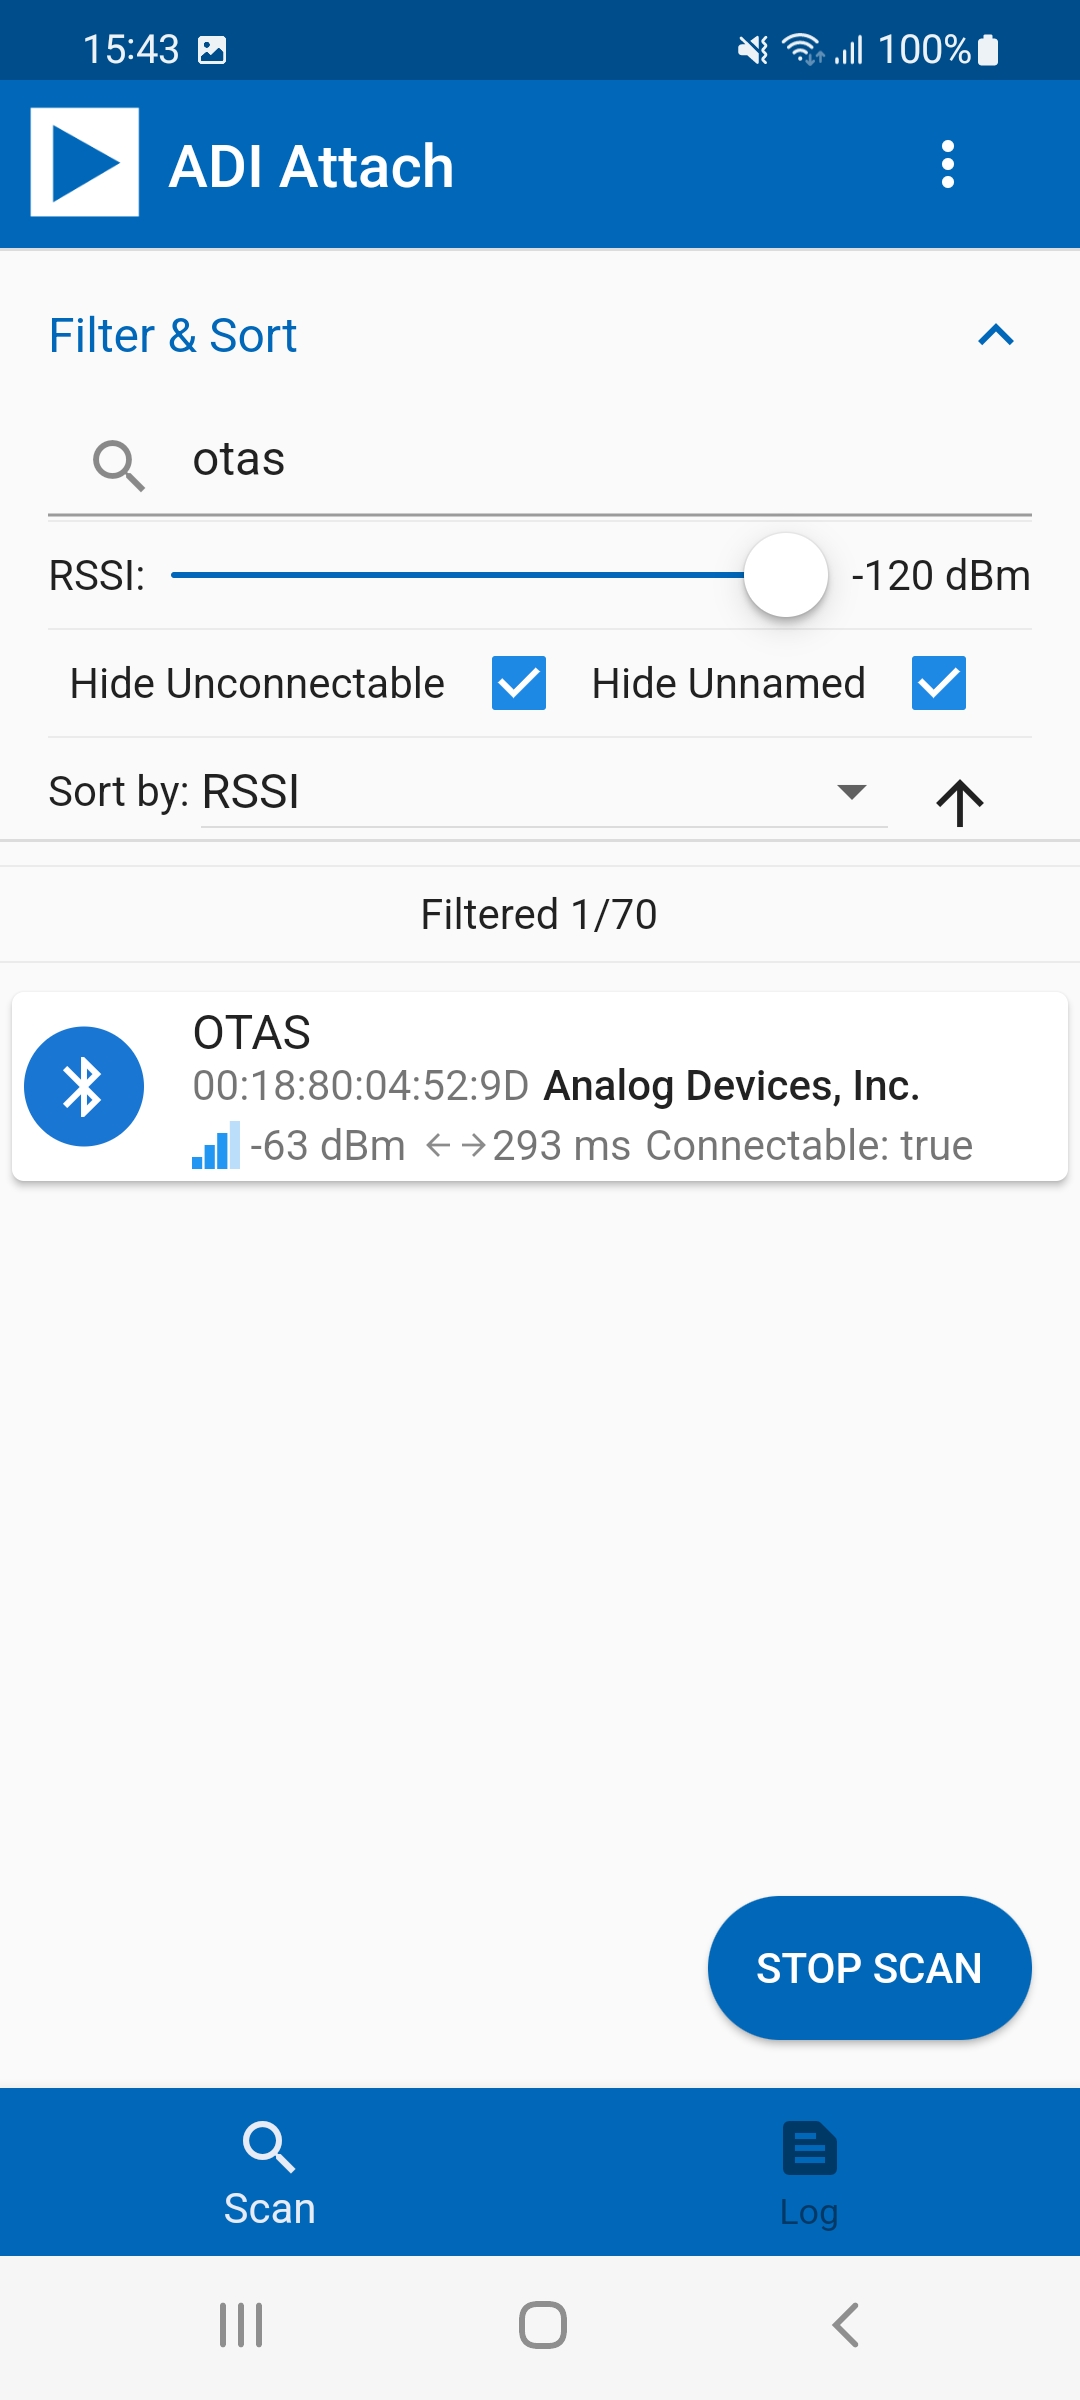 15:43 100%
ADI Attach
Filter & Sort
otas
RSSI: -120 dBm
Hide Unconnectable Hide Unnamed
Sort by: RSSI
Filtered 1/70
OTAS
00:18:80:04:52:9D Analog Devices, Inc.
-63 dBm ←→293 ms Connectable: true
STOP SCAN
Scan Log